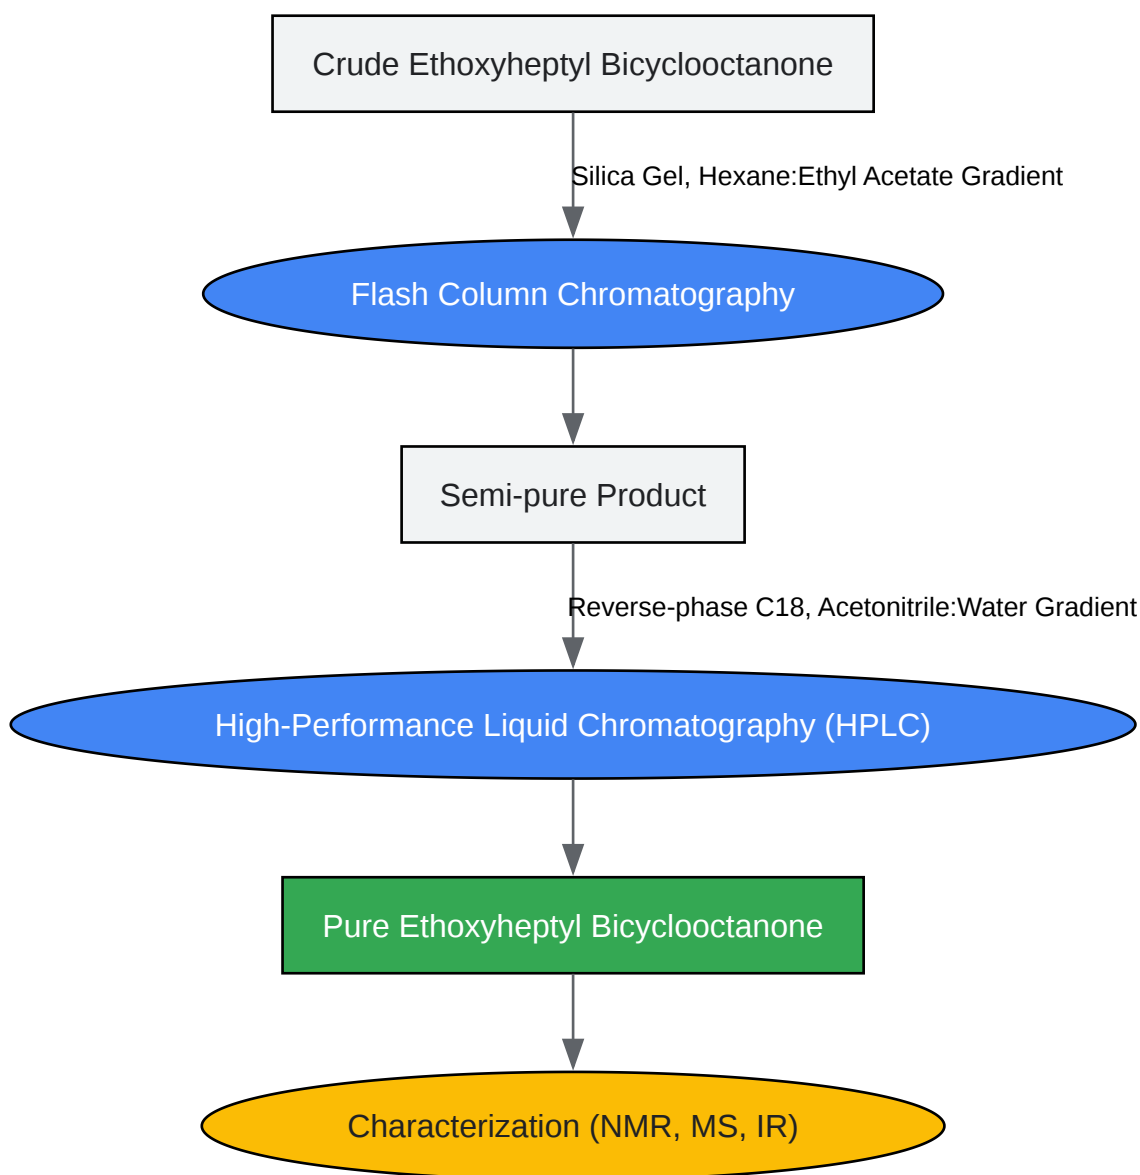 Crude Ethoxyheptyl Bicyclooctanone
Silica Gel, Hexane:Ethyl Acetate Gradient
Flash Column Chromatography
Semi-pure Product
Reverse-phase C18, Acetonitrile:Water Gradient
High-Performance Liquid Chromatography (HPLC)
Pure Ethoxyheptyl Bicyclooctanone
Characterization (NMR, MS, IR)